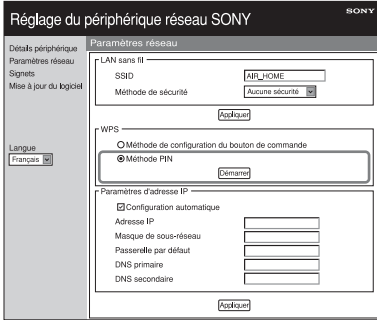 SONY
Réglage du périphérique réseau SONY
Détails périphérique
Paramètres réseau
Signets
Mise à jour du logiciel
Langue
Français
Paramètres réseau
LAN sans fil
SSID AIR_HOME
Méthode de sécurité Aucune sécurité
Appliquer
WPS
Méthode de configuration du bouton de commande
Méthode PIN
Démarrer
Paramètres d'adresse IP
Configuration automatique
Adresse IP
Masque de sous-réseau
Passerelle par défaut
DNS primaire
DNS secondaire
Appliquer